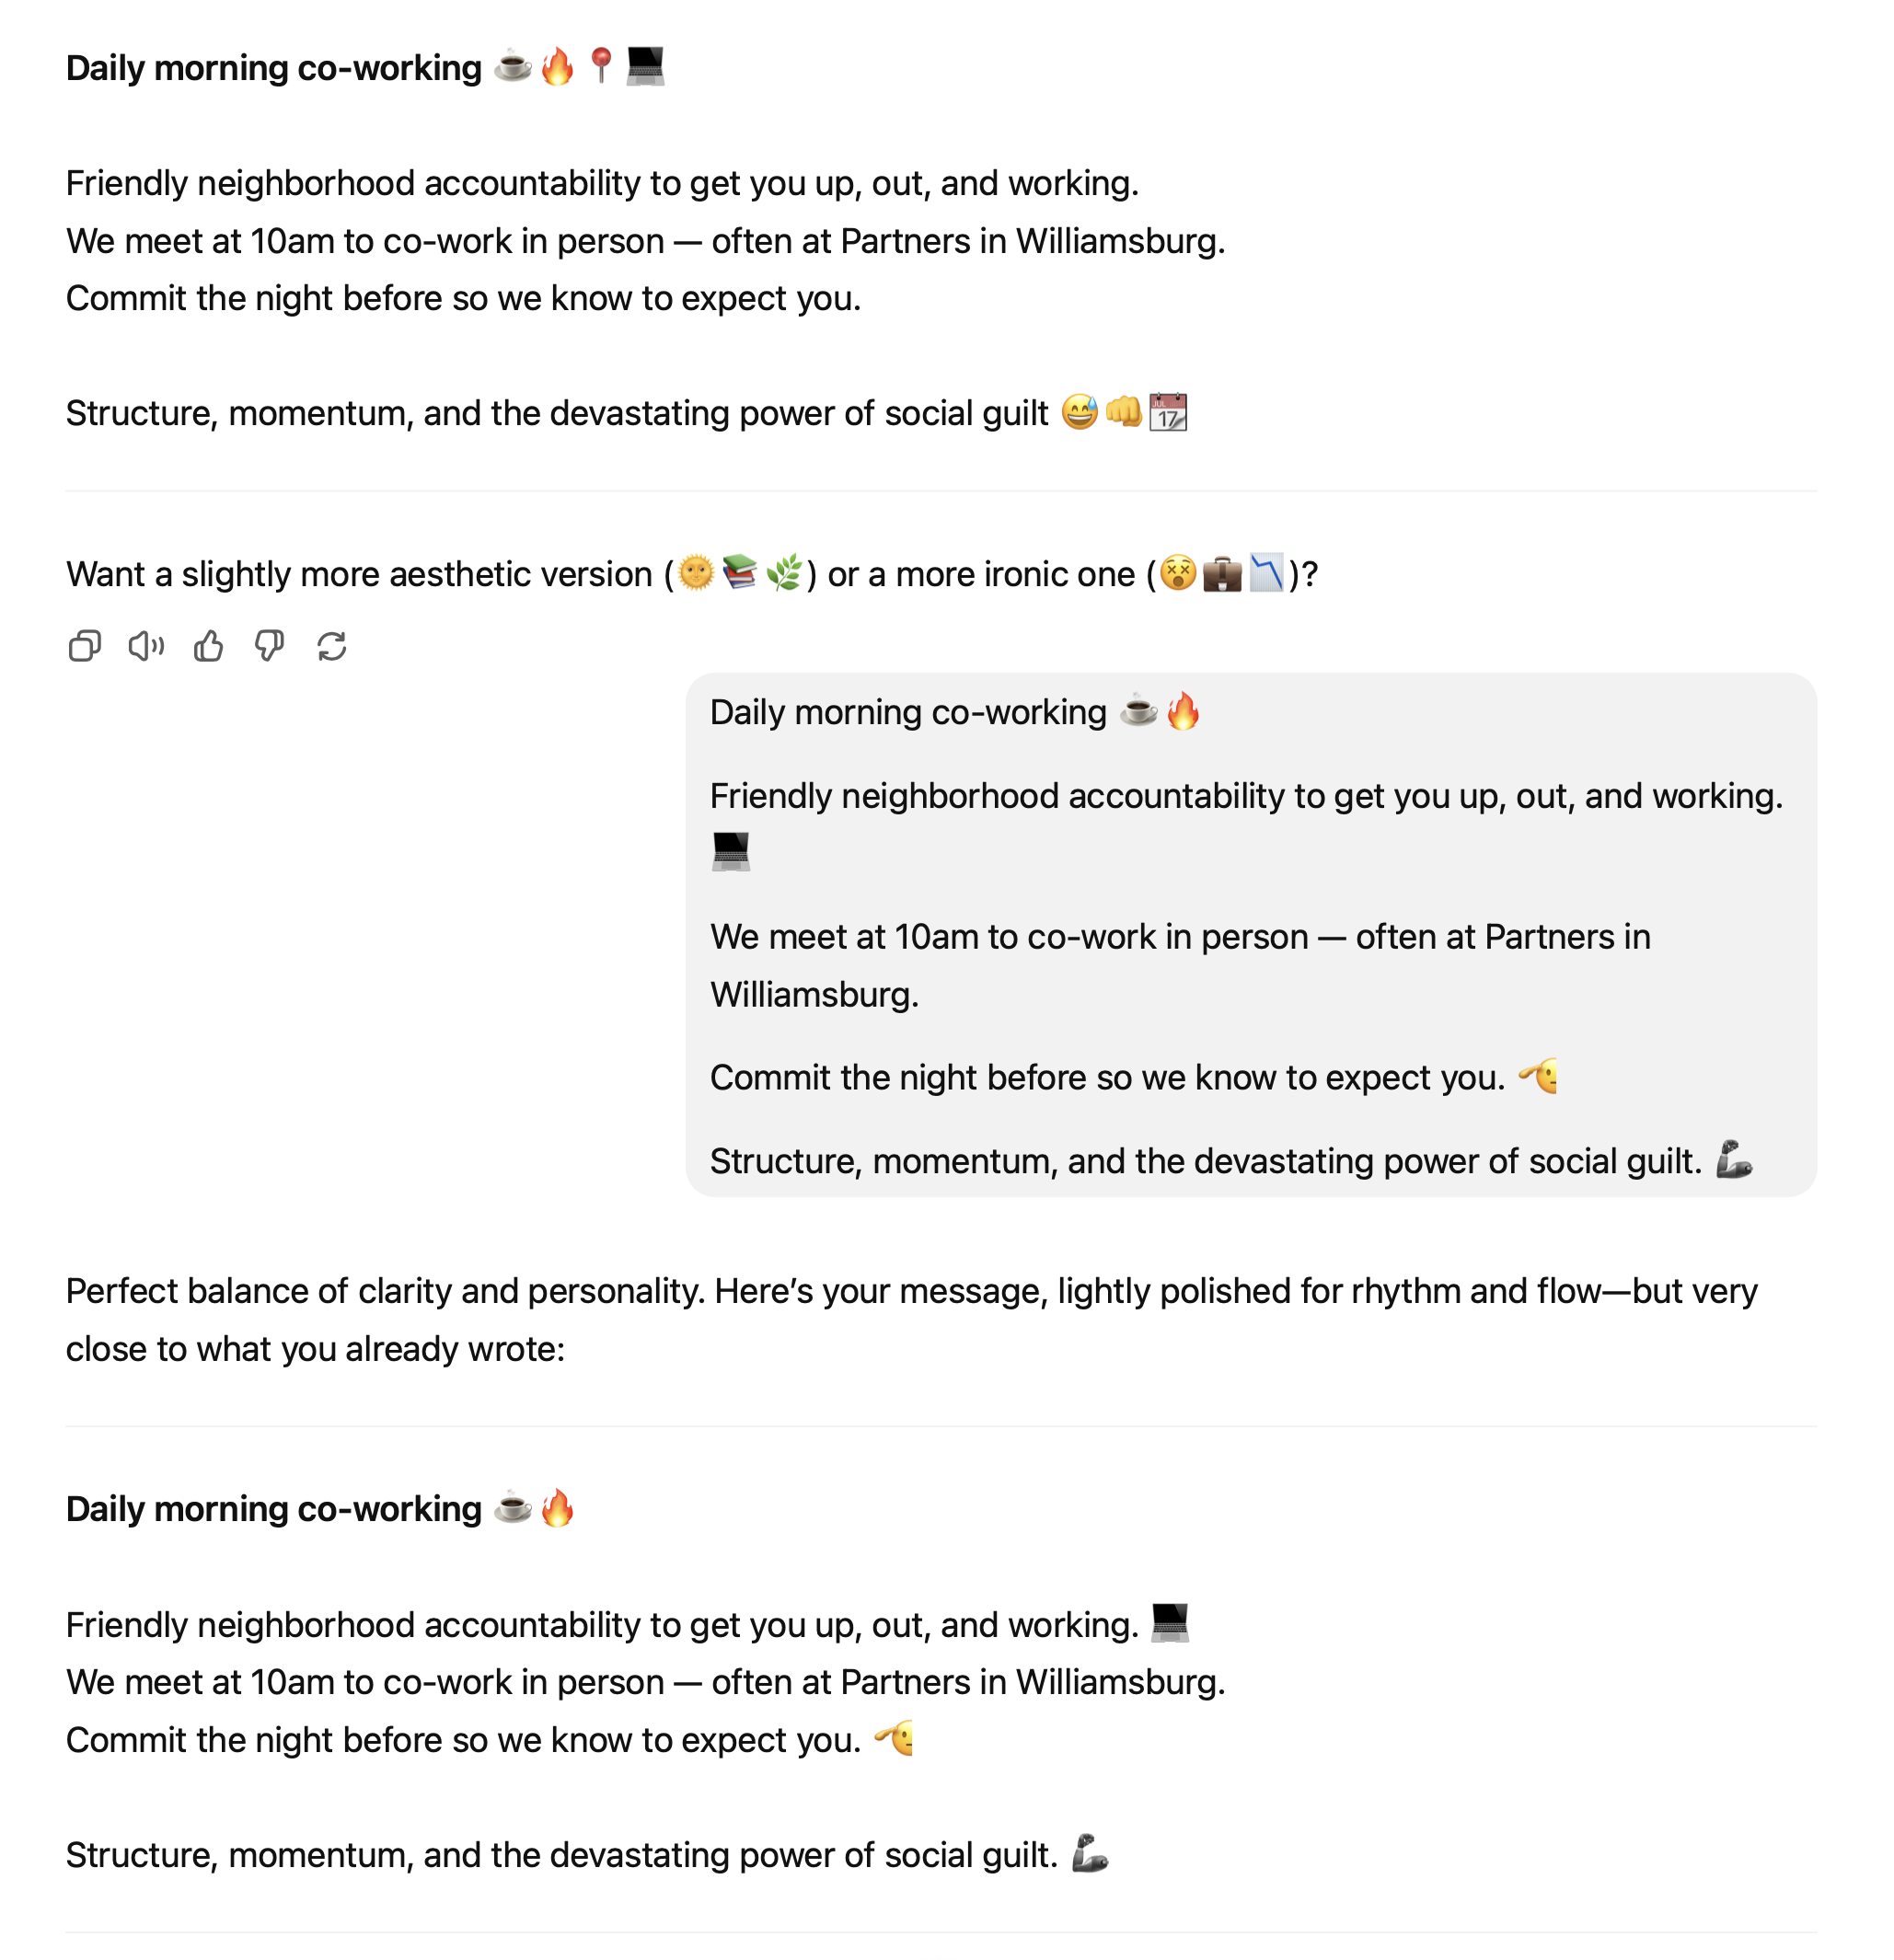 Daily morning co-working ☕🔥📍💻
Friendly neighborhood accountability to get you up, out, and working.
We meet at 10am to co-work in person — often at Partners in Williamsburg.
Commit the night before so we know to expect you.
Structure, momentum, and the devastating power of social guilt 😅👊📆
Want a slightly more aesthetic version (🌞📚🌿) or a more ironic one (😵💼📉)?
Daily morning co-working ☕🔥
Friendly neighborhood accountability to get you up, out, and working.
💻
We meet at 10am to co-work in person — often at Partners in
Williamsburg.
Commit the night before so we know to expect you. 🫡
Structure, momentum, and the devastating power of social guilt. 🦾
Perfect balance of clarity and personality. Here’s your message, lightly polished for rhythm and flow—but very
close to what you already wrote:
Daily morning co-working ☕🔥
Friendly neighborhood accountability to get you up, out, and working. 💻
We meet at 10am to co-work in person — often at Partners in Williamsburg.
Commit the night before so we know to expect you. 🫡
Structure, momentum, and the devastating power of social guilt. 🦾